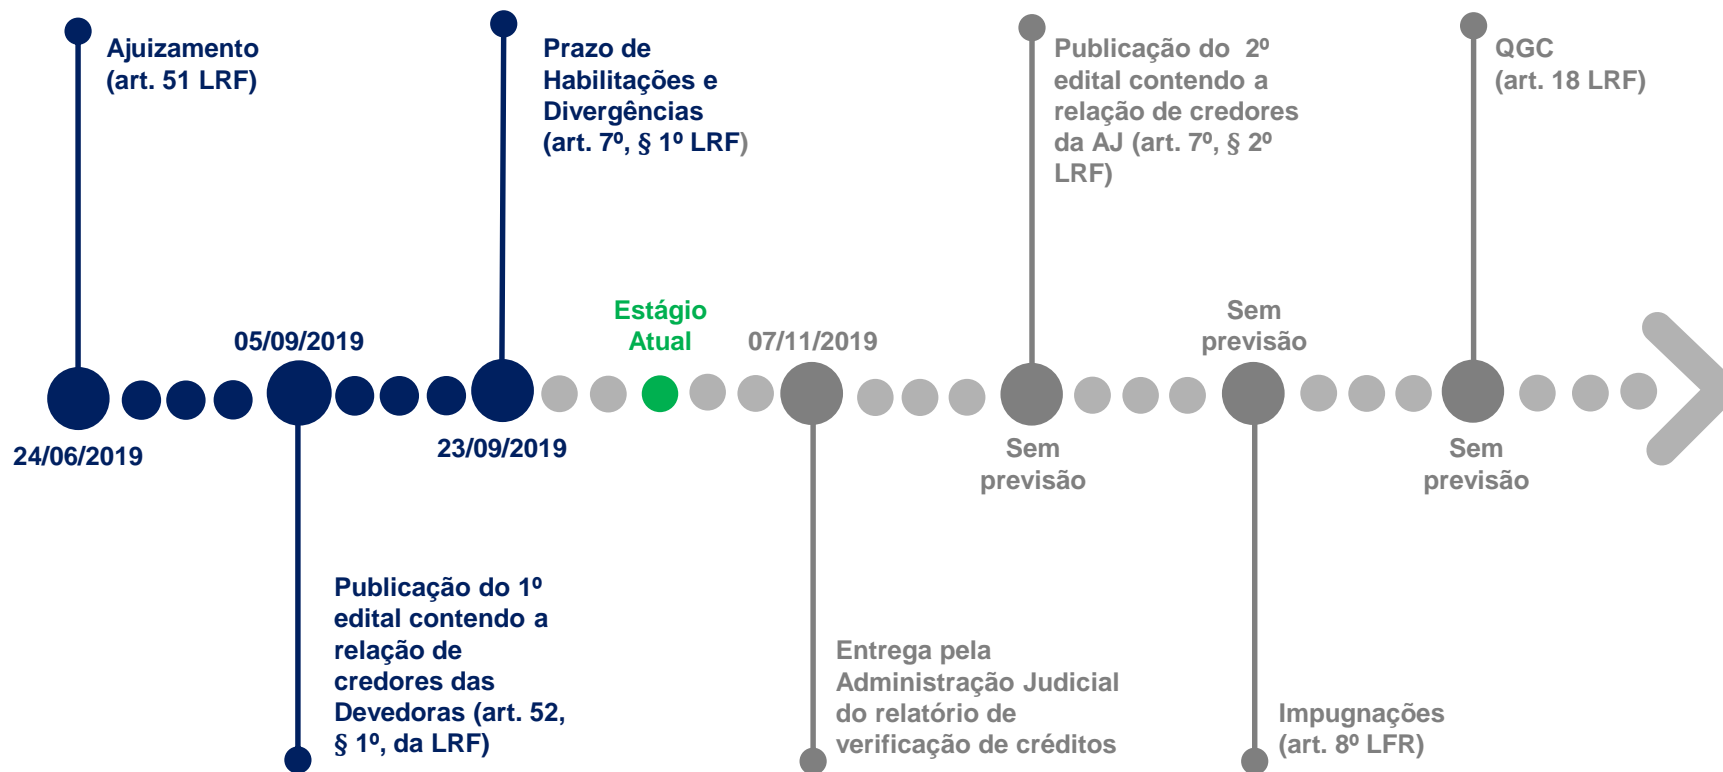 Ajuizamento
(art. 51 LRF)
24/06/2019
05/09/2019
Publicação do 1º
edital contendo a
relação de
credores das
Devedoras (art. 52,
§ 1º, da LRF)
Prazo de
Habilitações e
Divergências
(art. 7º, § 1º LRF)
23/09/2019
Estágio
Atual
07/11/2019
Entrega pela
Administração Judicial
do relatório de
verificação de créditos
Publicação do  2º
edital contendo a
relação de credores
da AJ (art. 7º, § 2º
LRF)
Sem
previsão
Sem
previsão
Impugnações
(art. 8º LFR)
QGC
(art. 18 LRF)
Sem
previsão